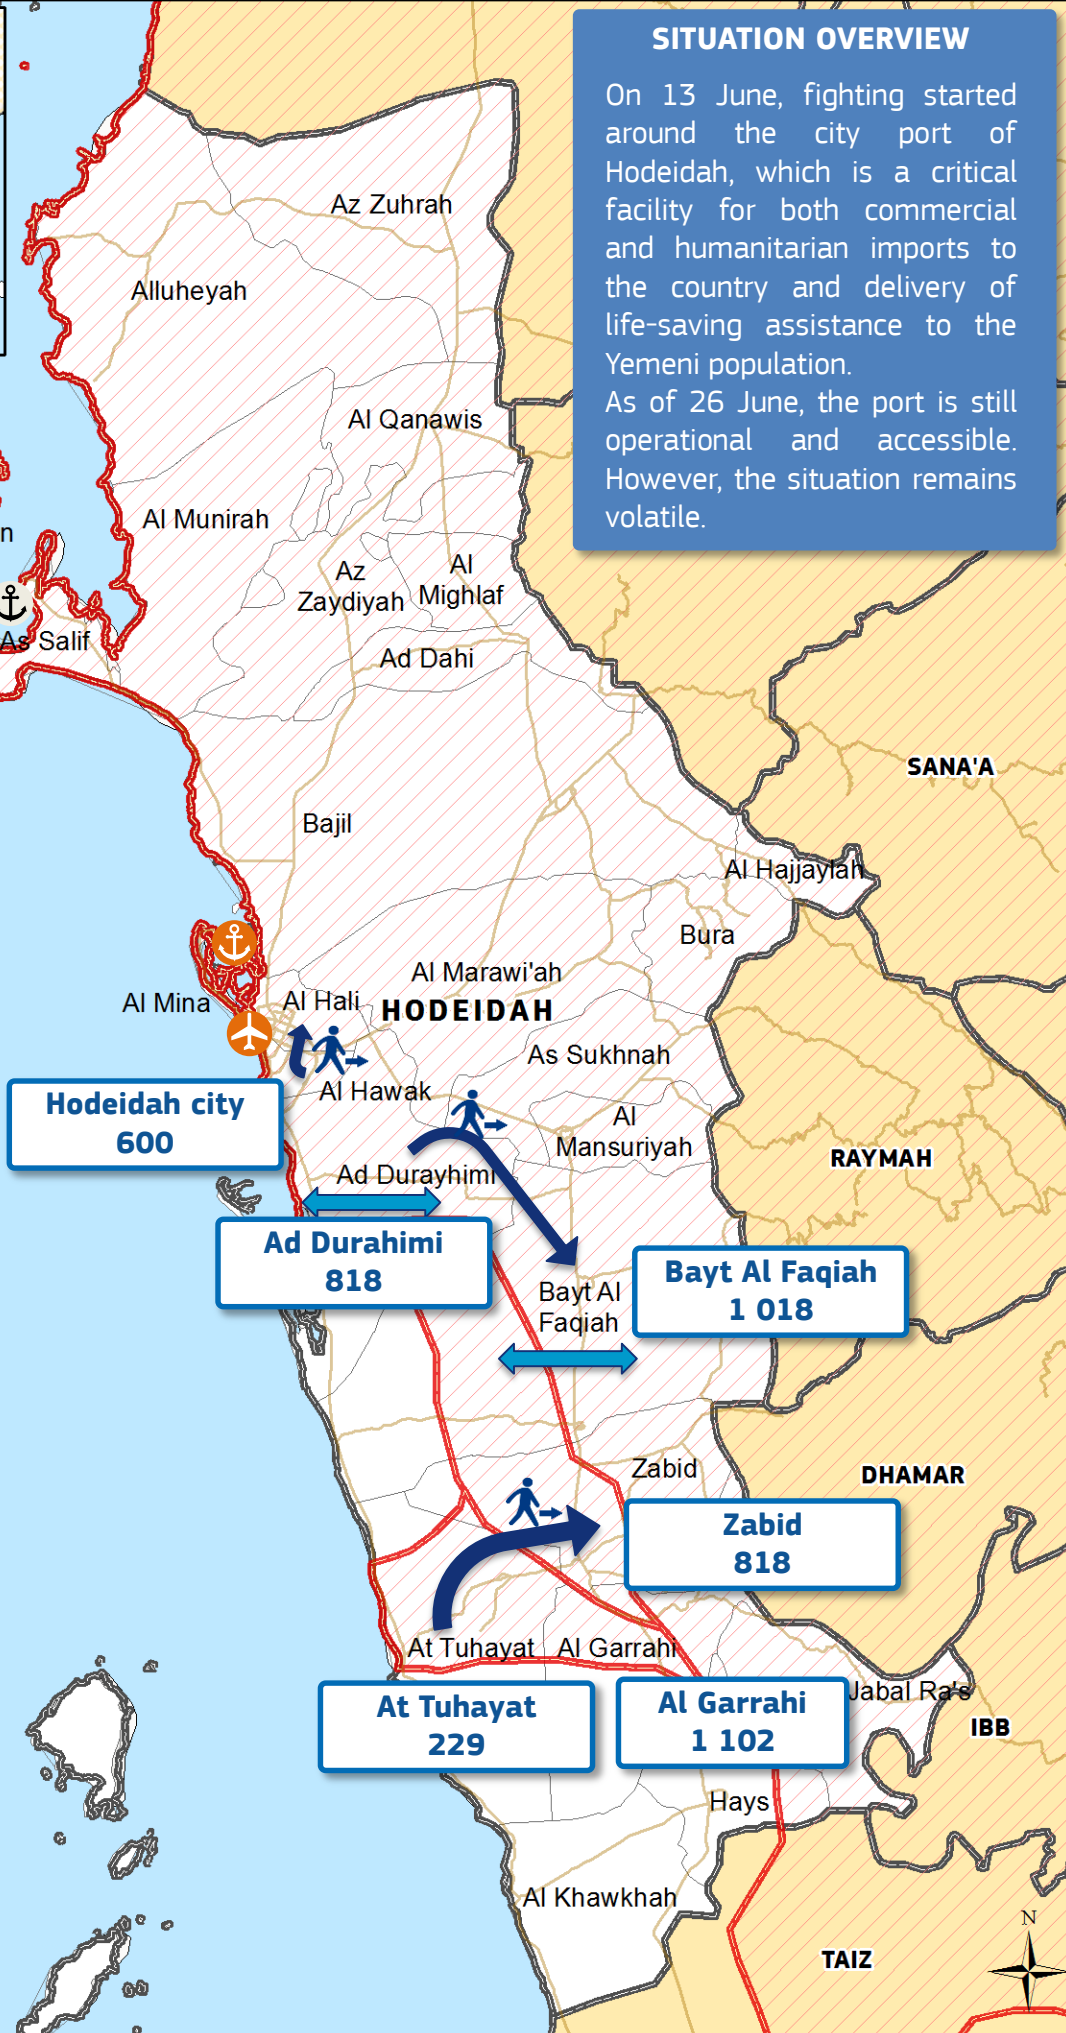 SITUATION OVERVIEW
On 13 June, fighting started
around the city port of
Hodeidah, which is a critical
facility for both commercial
and humanitarian imports to
the country and delivery of
life-saving assistance to the
Yemeni population.
As of 26 June, the port is still
operational and accessible.
However, the situation remains
volatile.
Az Zuhrah
Alluheyah
Al Qanawis
Al Munirah
n
Az
Zaydiyah
Al
Mighlaf
As Salif
Ad Dahi
SANA'A
Bajil
Al Hajjaylah
Bura
Al Marawi'ah
Al Mina
Al Hali
HODEIDAH
As Sukhnah
Al Hawak
Hodeidah city
600
Al
Mansuriyah
RAYMAH
Ad Durayhimi
Ad Durahimi
818
Bayt Al
Faqiah
Bayt Al Faqiah
1 018
Zabid
DHAMAR
Zabid
818
At Tuhayat
Al Garrahi
At Tuhayat
229
Al Garrahi
1 102
Jabal Ra's
IBB
Hays
Al Khawkhah
N
TAIZ